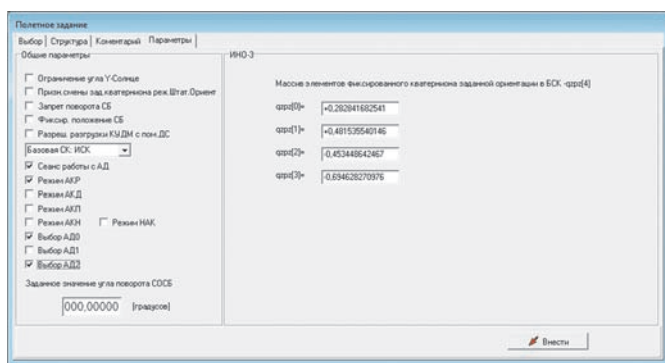 Полетное задание
Выбор Структура Коментарий Параметры
Общие параметры
Ограничение угла Y-Солнце
Призн.смены зад.кватерниона реж.Штат.Ориент
Запрет поворота СБ
Фиксир. положение СБ
Разреш. разгрузки КУДМ с пом.ДС
Базовая СК: ИСК
Сеанс работы с АД
Режим АКР
Режим АКД
Режим АКП
Режим АКН Режим НАК
Выбор АД0
Выбор АД1
Выбор АД2
Заданное значение угла поворота СОСБ
000,00000 (градусов)
ИНО-3
Массив элементов фиксированного кватерниона заданной ориентации в БСК -qzpz[4]
qzpz[0]= +0,282841682541
qzpz[1]= +0,481535540146
qzpz[2]= -0,453448642467
qzpz[3]= -0,694628270976
Внести